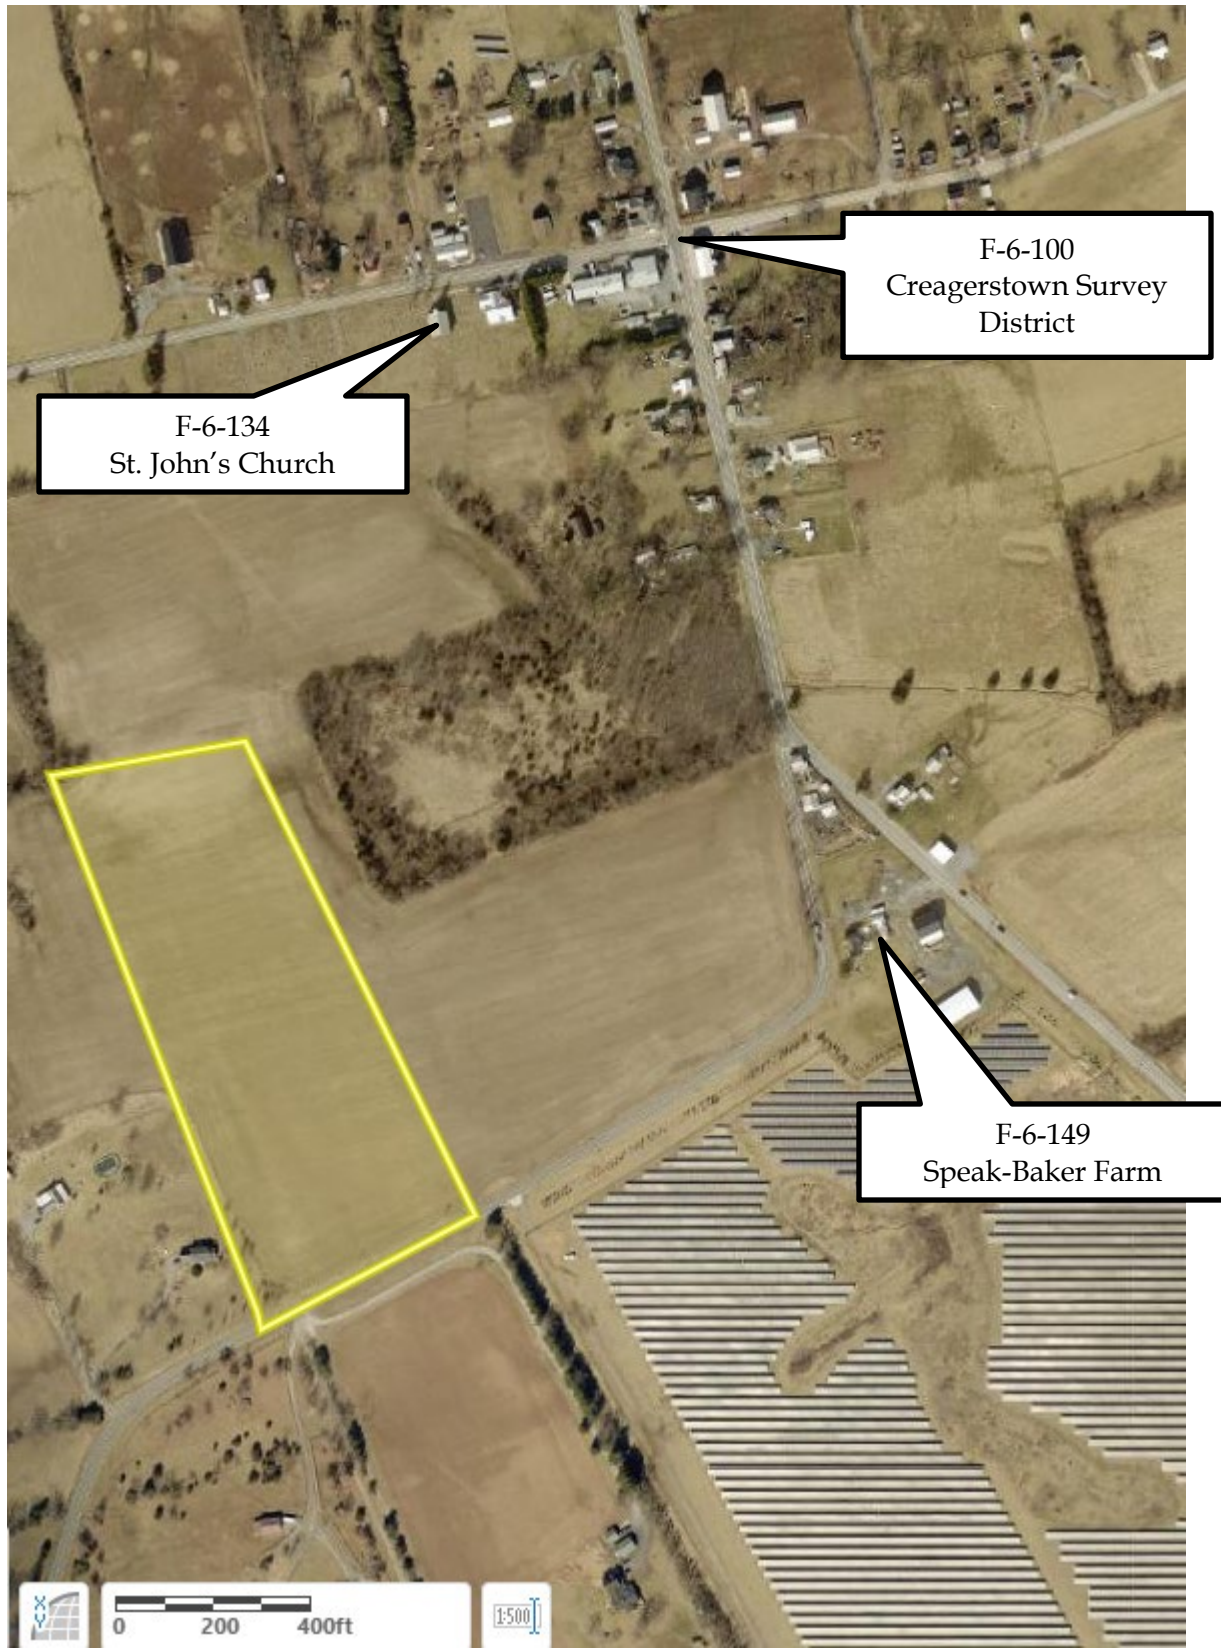 F-6-100
Creagerstown Survey
District
F-6-134
St. John’s Church
F-6-149
Speak-Baker Farm
X
Y
0 200 400ft
1:500